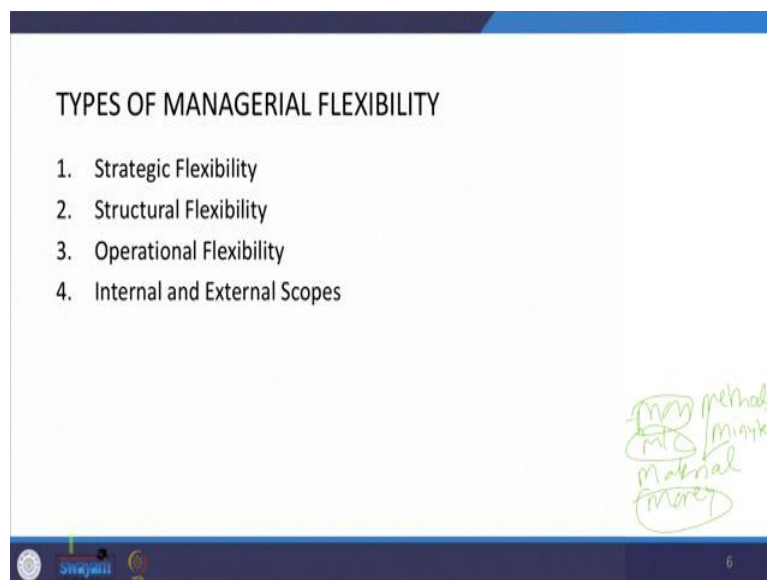 TYPES OF MANAGERIAL FLEXIBILITY
1. Strategic Flexibility
2. Structural Flexibility
3. Operational Flexibility
4. Internal and External Scopes
Method
Material
Money
swayam
6